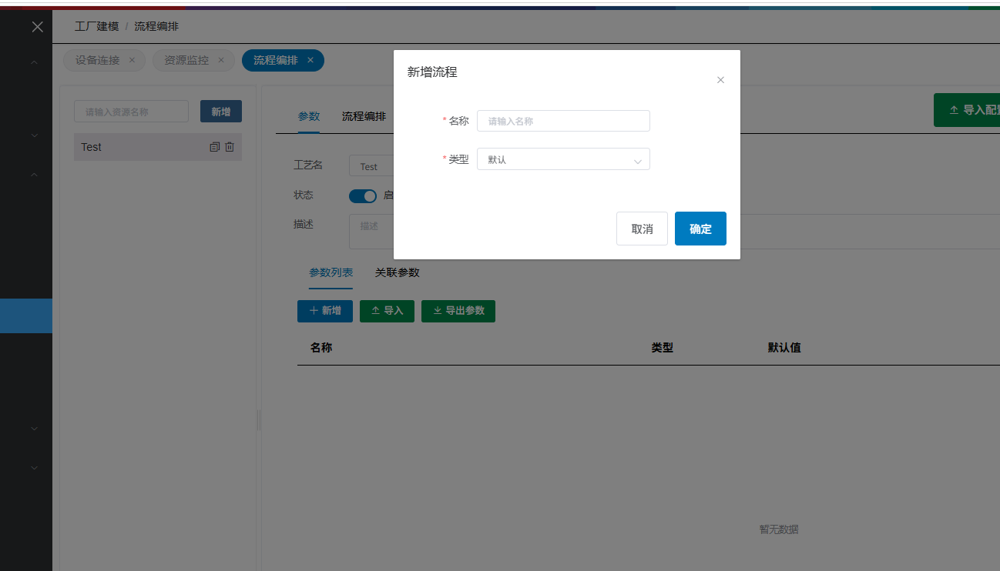 工厂建模 / 流程编排
设备连接 × 资源监控 × 流程编排 ×
新增流程
×
请输入资源名称 新增
Test
参数 流程编排
导入配置
* 名称 请输入名称
* 类型 默认
工艺名 Test
状态 启
描述 描述
取消 确定
参数列表 关联参数
新增 导入 导出参数
名称 类型 默认值
暂无数据